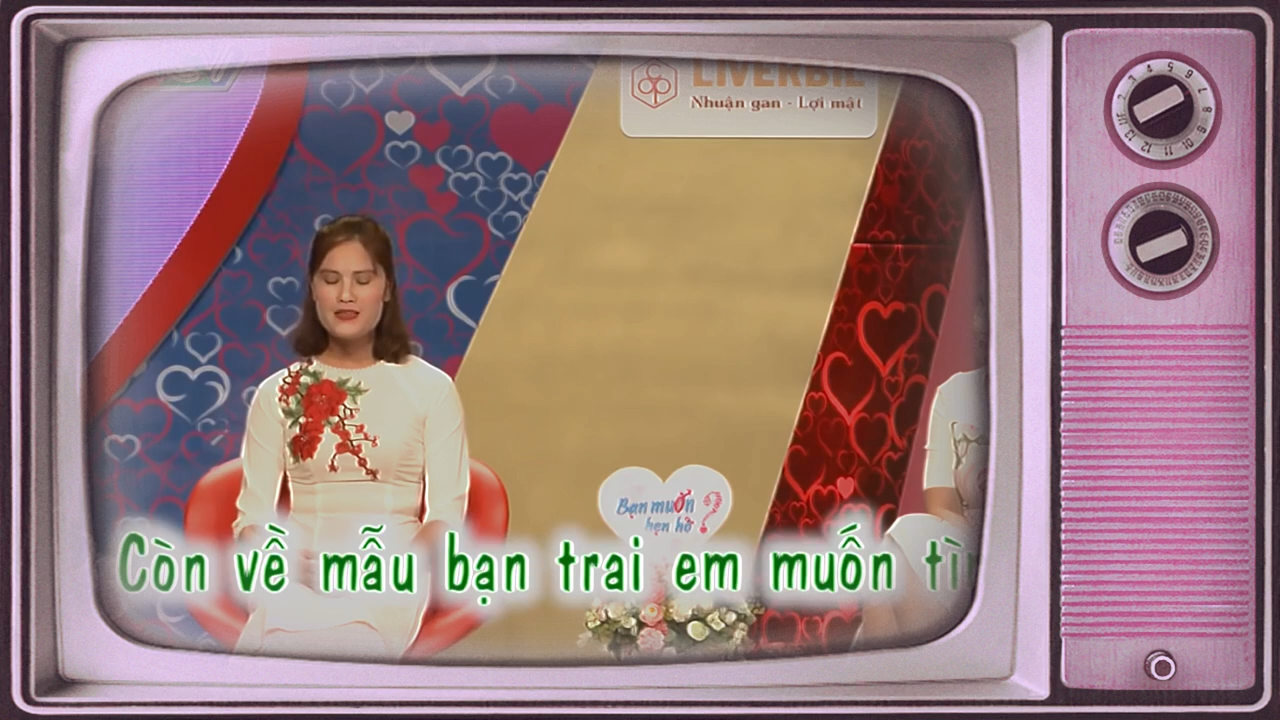 LIVERBIL
Nhuận gan - Lợi mật
Bạn muốn
hẹn hò ?
Còn về mẫu bạn trai em muốn